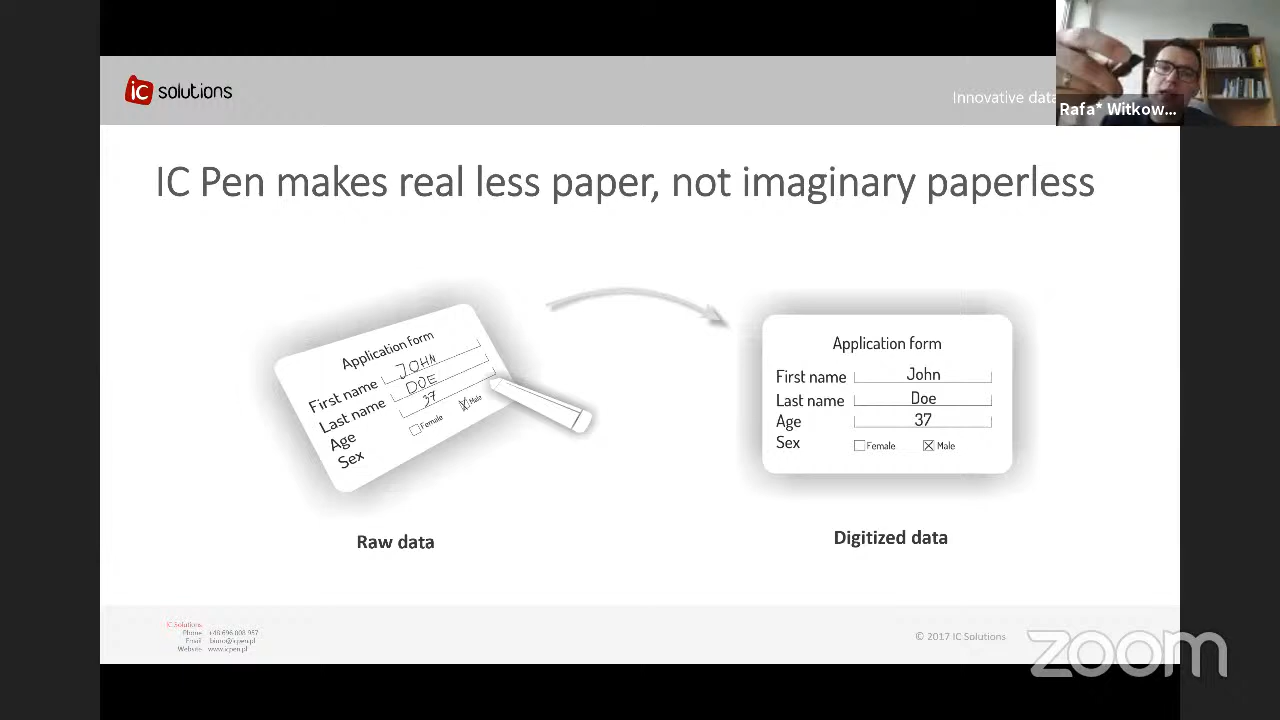 ic solutions
Innovative data
Rafa* Witkow...
IC Pen makes real less paper, not imaginary paperless
Application form
First name JOHN
Last name DOE
Age 37
Sex Female Male
Raw data
Application form
First name John
Last name Doe
Age 37
Sex Female Male
Digitized data
IC Solutions
Phone +48 696 008 957
Email biuro@icpen.pl
Website www.icpen.pl
© 2017 IC Solutions
zoom